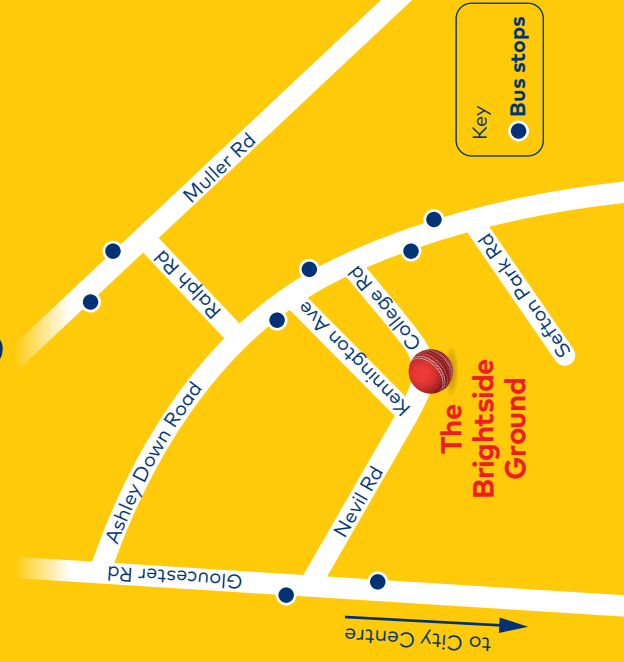 Key
Bus stops
Muller Rd
Ralph Rd
College Rd
Sefton Park Rd
Kennington Ave
Ashley Down Road
The
Brightside
Ground
Nevil Rd
Gloucester Rd
to City Centre